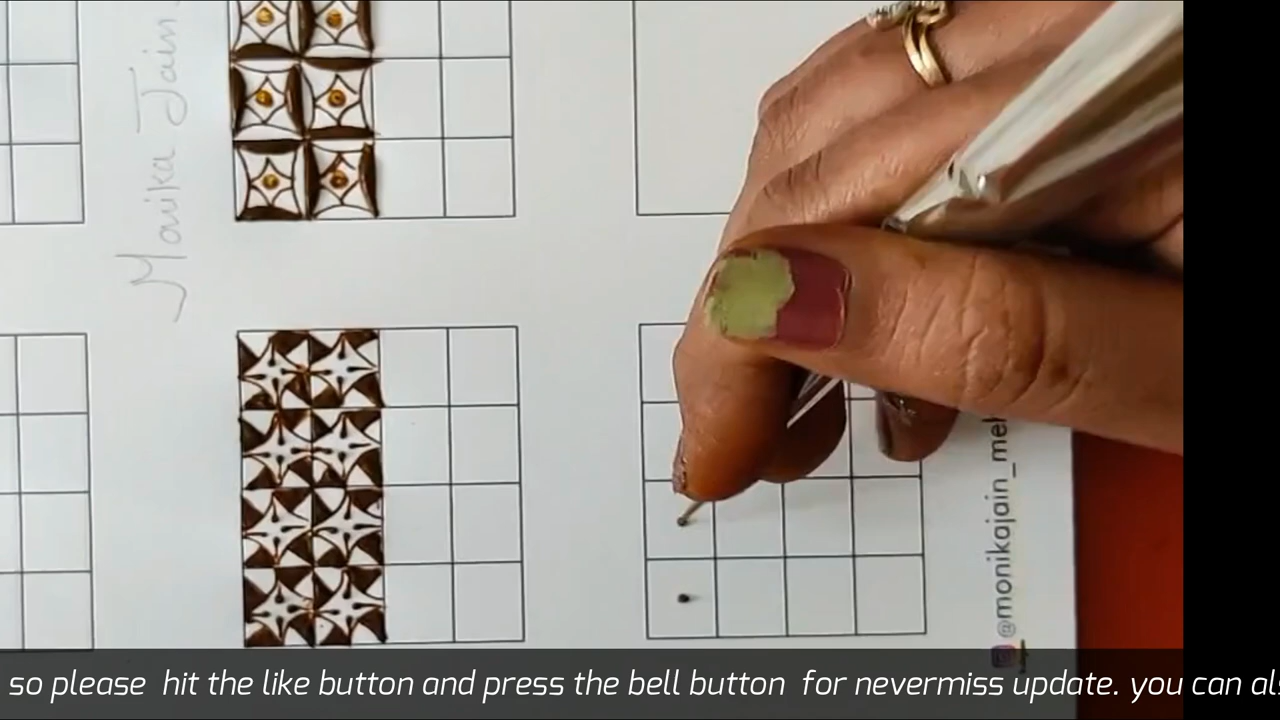 Monika Jain
@monikajain_me
so please hit the like button and press the bell button for nevermiss update. you can al